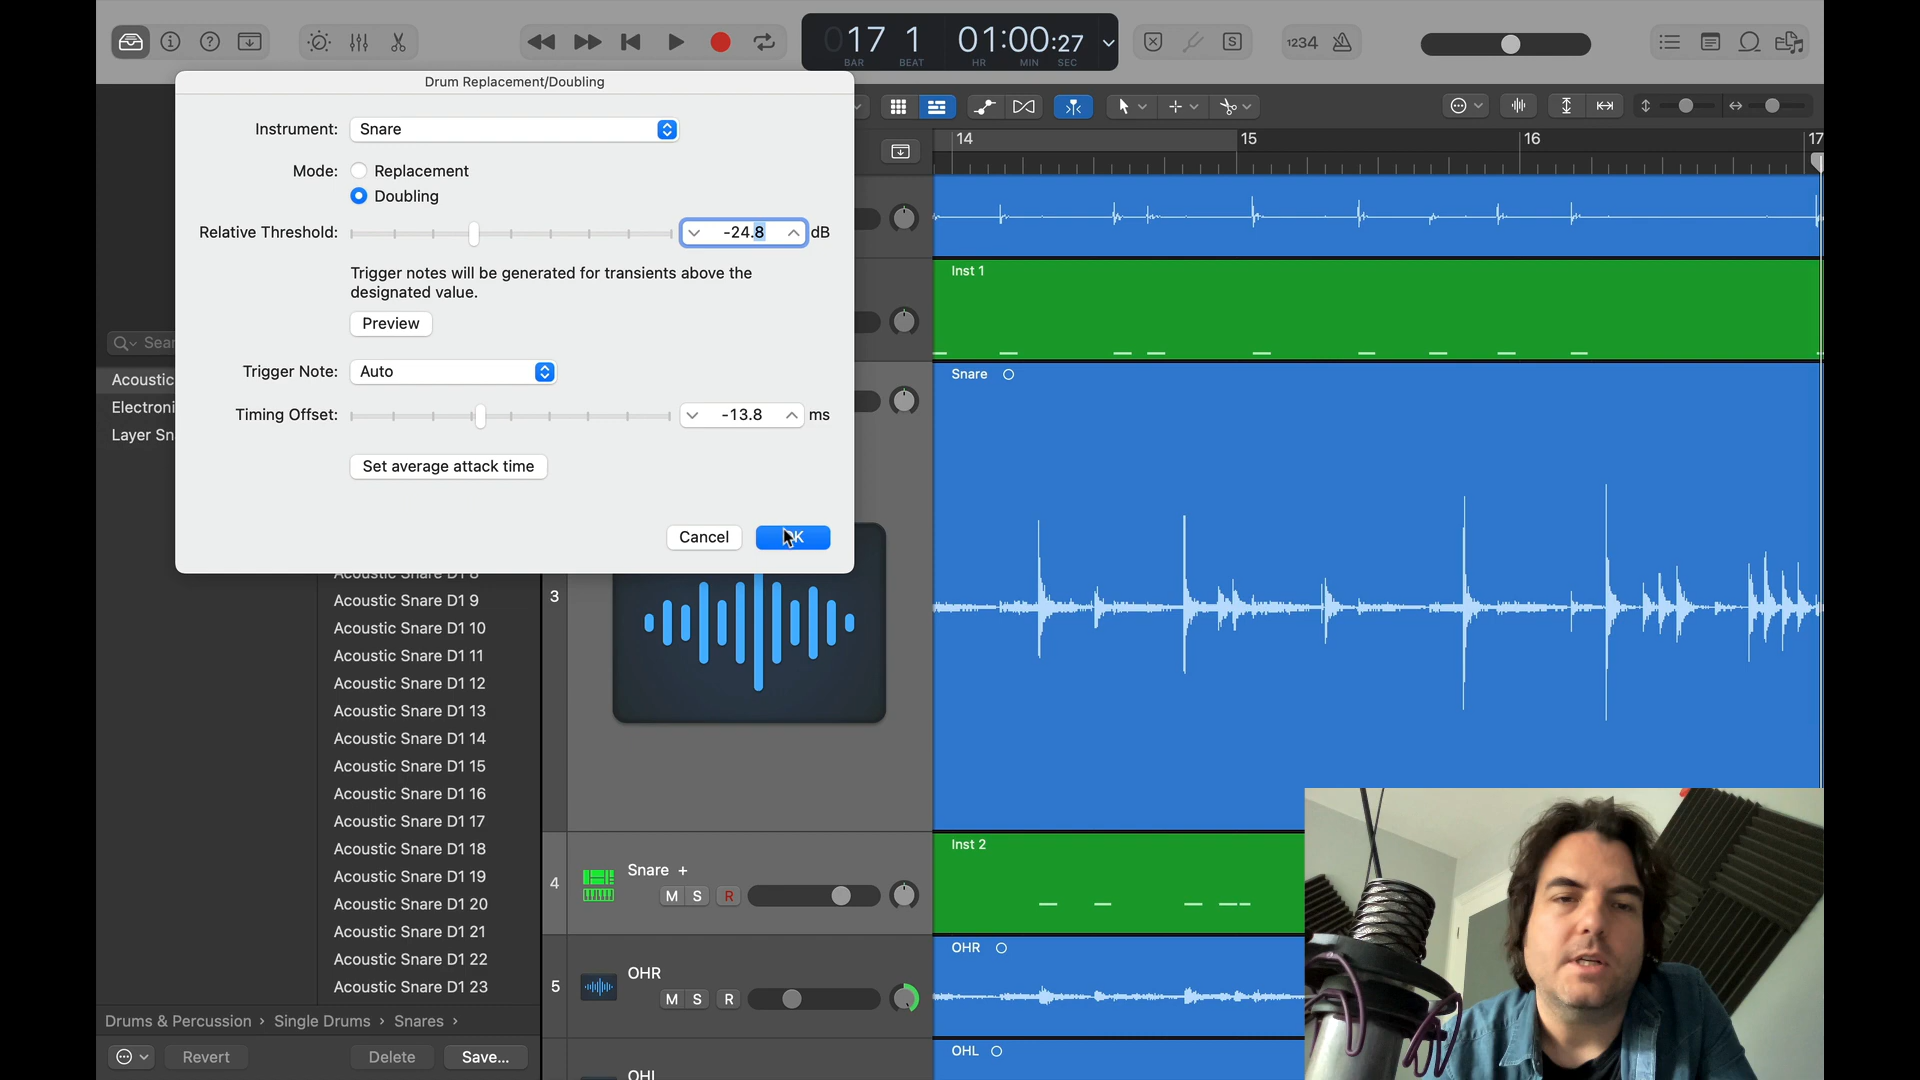 17 1 01:00:27
BAR BEAT HR MIN SEC
1234
Drum Replacement/Doubling
Instrument: Snare
Mode: Replacement
Doubling
Relative Threshold: -24.8 dB
Trigger notes will be generated for transients above the
designated value.
Preview
Trigger Note: Auto
Timing Offset: -13.8 ms
Set average attack time
Cancel
14 15 16 17
Inst 1
Snare
Acoustic
Acoustic Snare D1 8
Acoustic Snare D1 9
Acoustic Snare D1 10
Acoustic Snare D1 11
Acoustic Snare D1 12
Acoustic Snare D1 13
Acoustic Snare D1 14
Acoustic Snare D1 15
Acoustic Snare D1 16
Acoustic Snare D1 17
Acoustic Snare D1 18
Acoustic Snare D1 19
Acoustic Snare D1 20
Acoustic Snare D1 21
Acoustic Snare D1 22
Acoustic Snare D1 23
3
4 Snare +
M S R
Inst 2
5 OHR
M S R
OHR
OHL
OHL
Drums & Percussion › Single Drums › Snares ›
Revert Delete Save...